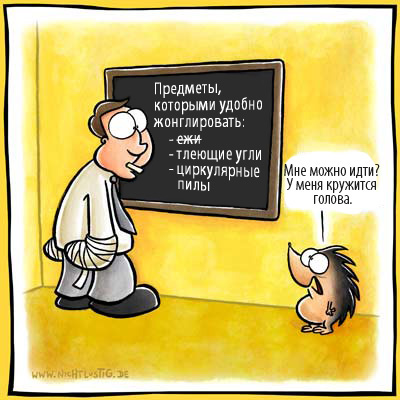 Предметы,
которыми удобно
жонглировать:
- ежи
- тлеющие угли
- циркулярные
пилы
Мне можно идти?
У меня кружится
голова.
WWW.NICHTLUSTIG.DE